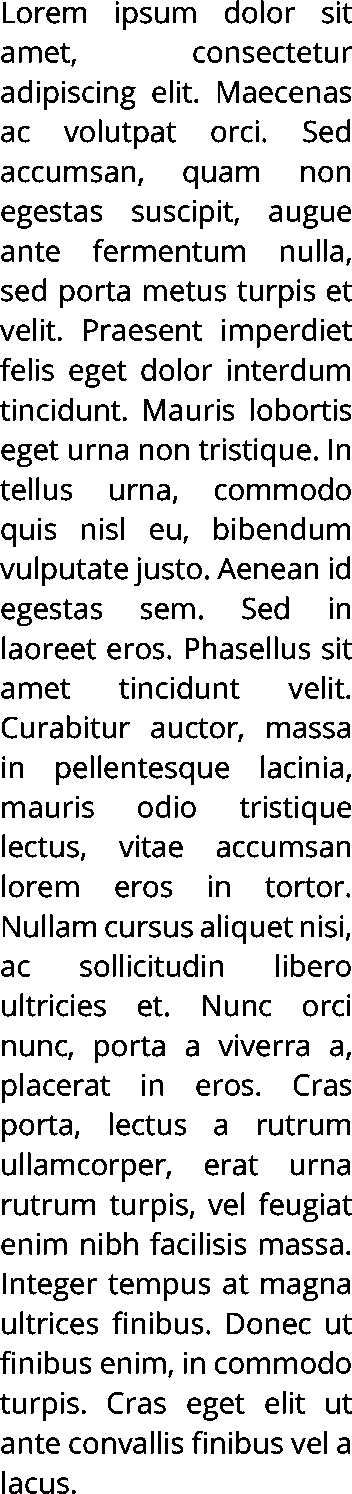 Lorem ipsum dolor sit
amet, consectetur
adipiscing elit. Maecenas
ac volutpat orci. Sed
accumsan, quam non
egestas suscipit, augue
ante fermentum nulla,
sed porta metus turpis et
velit. Praesent imperdiet
felis eget dolor interdum
tincidunt. Mauris lobortis
eget urna non tristique. In
tellus urna, commodo
quis nisl eu, bibendum
vulputate justo. Aenean id
egestas sem. Sed in
laoreet eros. Phasellus sit
amet tincidunt velit.
Curabitur auctor, massa
in pellentesque lacinia,
mauris odio tristique
lectus, vitae accumsan
lorem eros in tortor.
Nullam cursus aliquet nisi,
ac sollicitudin libero
ultricies et. Nunc orci
nunc, porta a viverra a,
placerat in eros. Cras
porta, lectus a rutrum
ullamcorper, erat urna
rutrum turpis, vel feugiat
enim nibh facilisis massa.
Integer tempus at magna
ultrices finibus. Donec ut
finibus enim, in commodo
turpis. Cras eget elit ut
ante convallis finibus vel a
lacus.